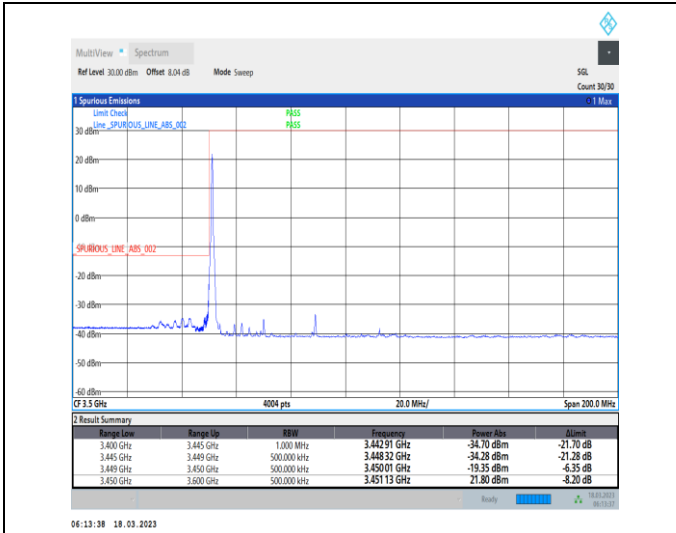 MultiView Spectrum
Ref Level 30.00 dBm Offset 8.04 dB Mode Sweep SGL
Count 30/30
1 Spurious Emissions 1 Max
Limit Check PASS
Line _SPURIOUS_LINE_ABS_002 PASS
30 dBm
20 dBm
10 dBm
0 dBm
_SPURIOUS_LINE_ABS_002
-20 dBm
-30 dBm
-40 dBm
-50 dBm
-60 dBm
CF 3.5 GHz 4004 pts 20.0 MHz/ Span 200.0 MHz
2 Result Summary
Range Low Range Up RBW Frequency Power Abs ΔLimit
3.400 GHz 3.445 GHz 1.000 MHz 3.442 91 GHz -34.70 dBm -21.70 dB
3.445 GHz 3.449 GHz 500.000 kHz 3.448 32 GHz -34.28 dBm -21.28 dB
3.449 GHz 3.450 GHz 500.000 kHz 3.450 01 GHz -19.35 dBm -6.35 dB
3.450 GHz 3.600 GHz 500.000 kHz 3.451 13 GHz 21.80 dBm -8.20 dB
Ready 18.03.2023
06:13:38 18.03.2023